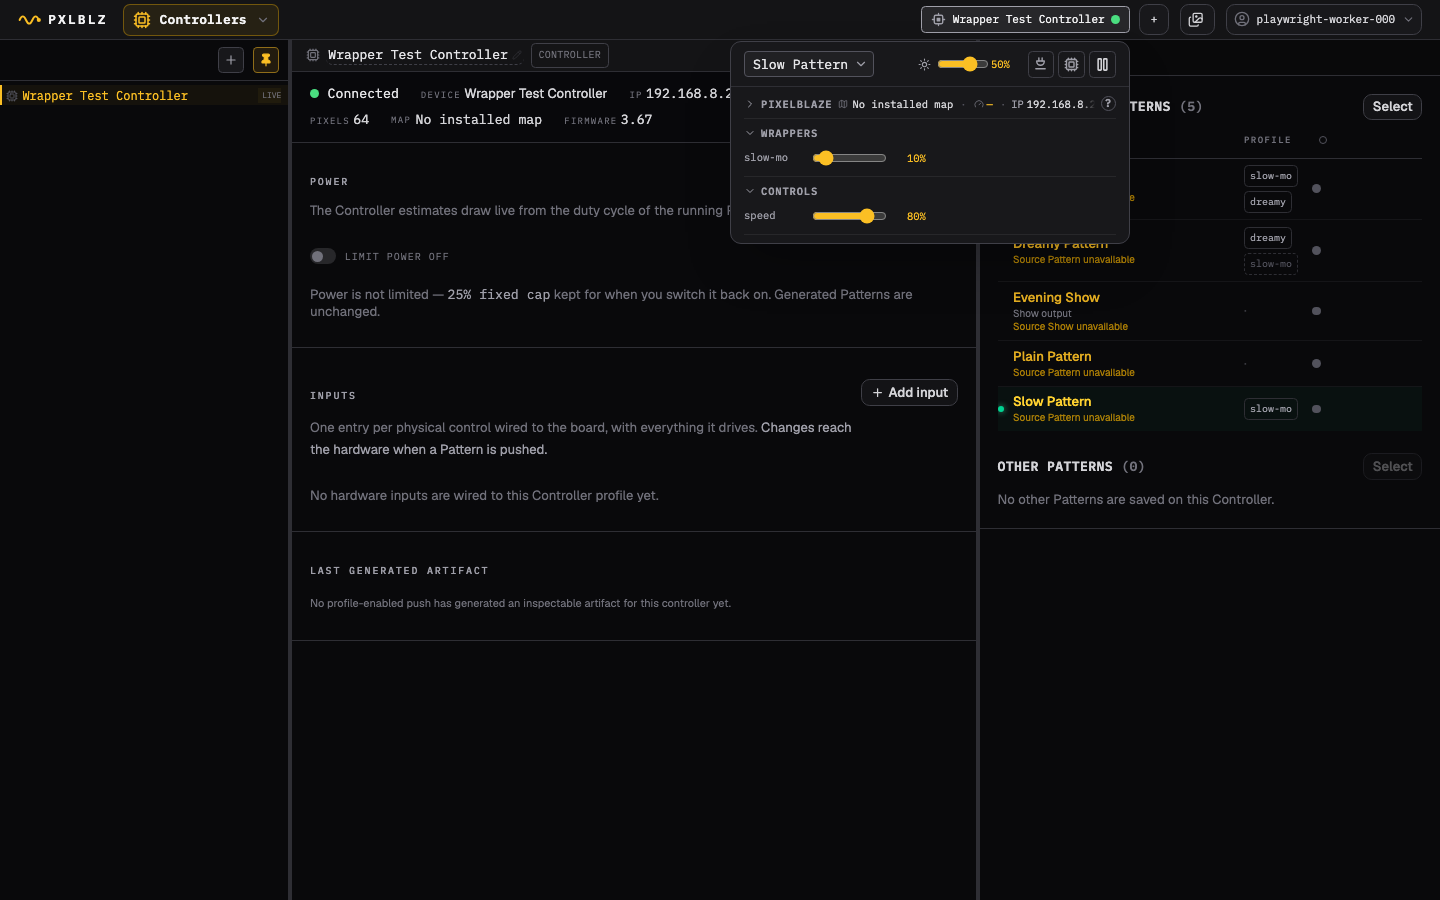 PXLBLZ
Controllers
Wrapper Test Controller
+
playwright-worker-000
Wrapper Test Controller
LIVE
Wrapper Test Controller
CONTROLLER
Connected
DEVICE Wrapper Test Controller
IP 192.168.8.2
PIXELS 64
MAP No installed map
FIRMWARE 3.67
POWER
The Controller estimates draw live from the duty cycle of the running
LIMIT POWER OFF
Power is not limited — 25% fixed cap kept for when you switch it back on. Generated Patterns are
unchanged.
INPUTS
+ Add input
One entry per physical control wired to the board, with everything it drives. Changes reach
the hardware when a Pattern is pushed.
No hardware inputs are wired to this Controller profile yet.
LAST GENERATED ARTIFACT
No profile-enabled push has generated an inspectable artifact for this controller yet.
Slow Pattern
50%
PIXELBLAZE
No installed map · – · IP 192.168.8.2
?
WRAPPERS
slow-mo
10%
CONTROLS
speed
80%
TERNS (5)
Select
PROFILE
slow-mo
dreamy
Dreamy Pattern
Source Pattern unavailable
dreamy
slow-mo
Evening Show
Show output
Source Show unavailable
-
Plain Pattern
Source Pattern unavailable
-
Slow Pattern
Source Pattern unavailable
slow-mo
OTHER PATTERNS (0)
Select
No other Patterns are saved on this Controller.